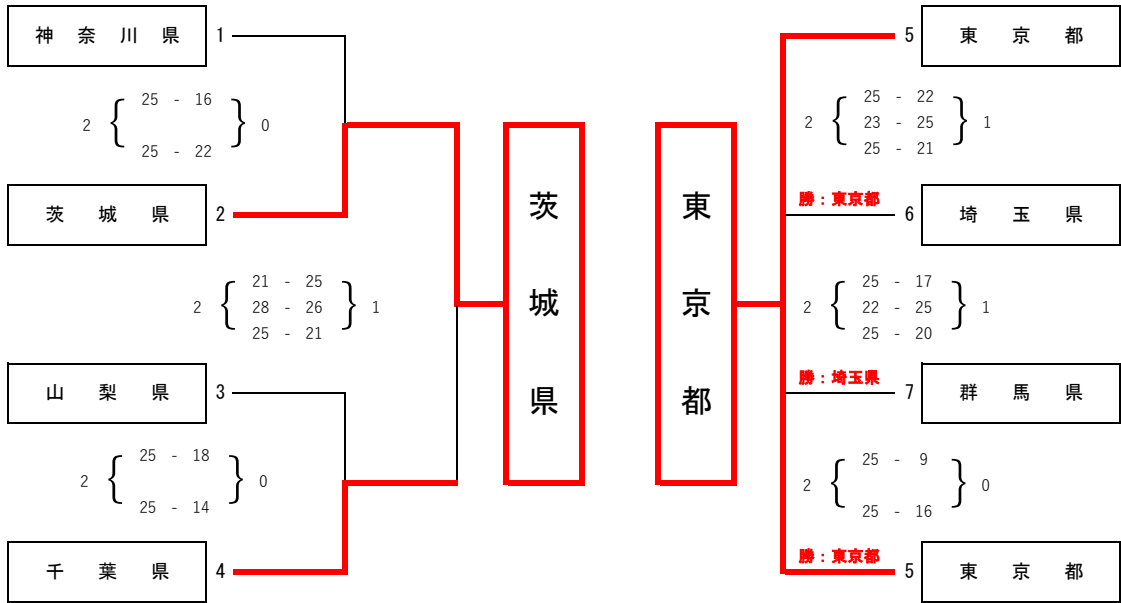 神 奈 川 県 1
2 { 25 - 16 } 0
25 - 22
茨 城 県 2
2 { 21 - 25 } 1
28 - 26
25 - 21
山 梨 県 3
2 { 25 - 18 } 0
25 - 14
千 葉 県 4
茨 城 県
東 京 都
5 東 京 都
2 { 25 - 22 } 1
23 - 25
25 - 21
勝:東京都
6 埼 玉 県
2 { 25 - 17 } 1
22 - 25
25 - 20
勝:埼玉県
7 群 馬 県
2 { 25 - 9 } 0
25 - 16
勝:東京都
5 東 京 都